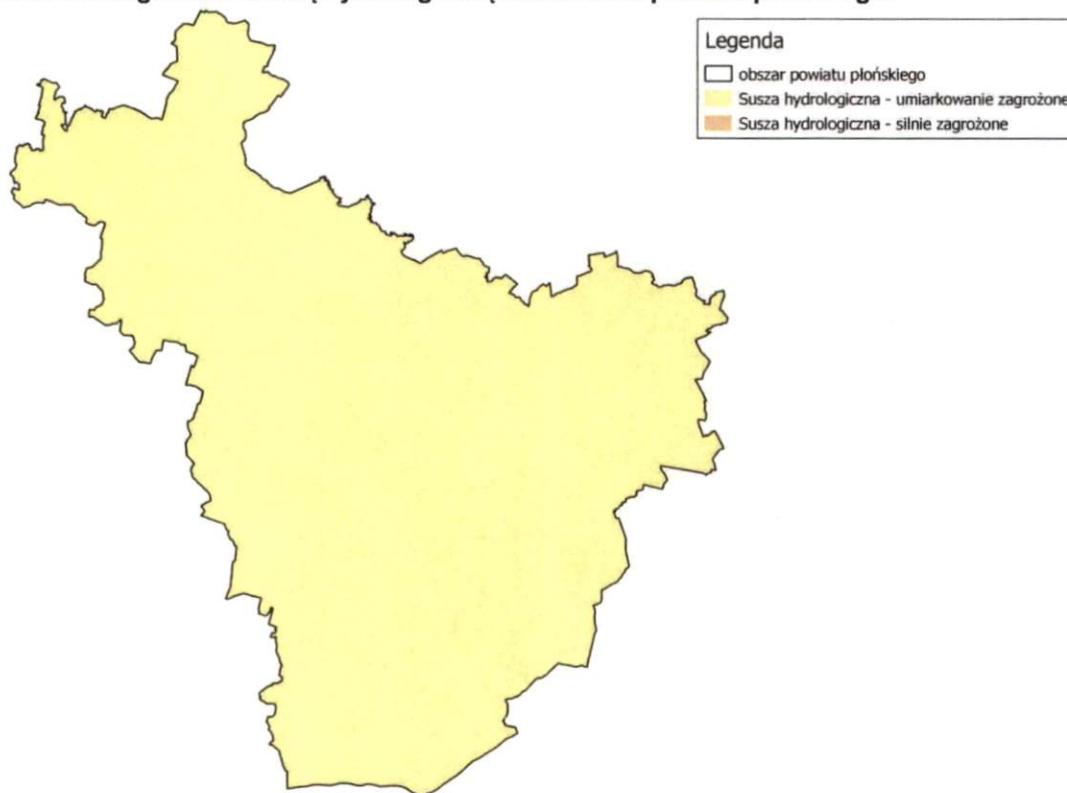 Legenda
obszar powiatu płońskiego
Susza hydrologiczna - umiarkowanie zagrożone
Susza hydrologiczna - silnie zagrożone